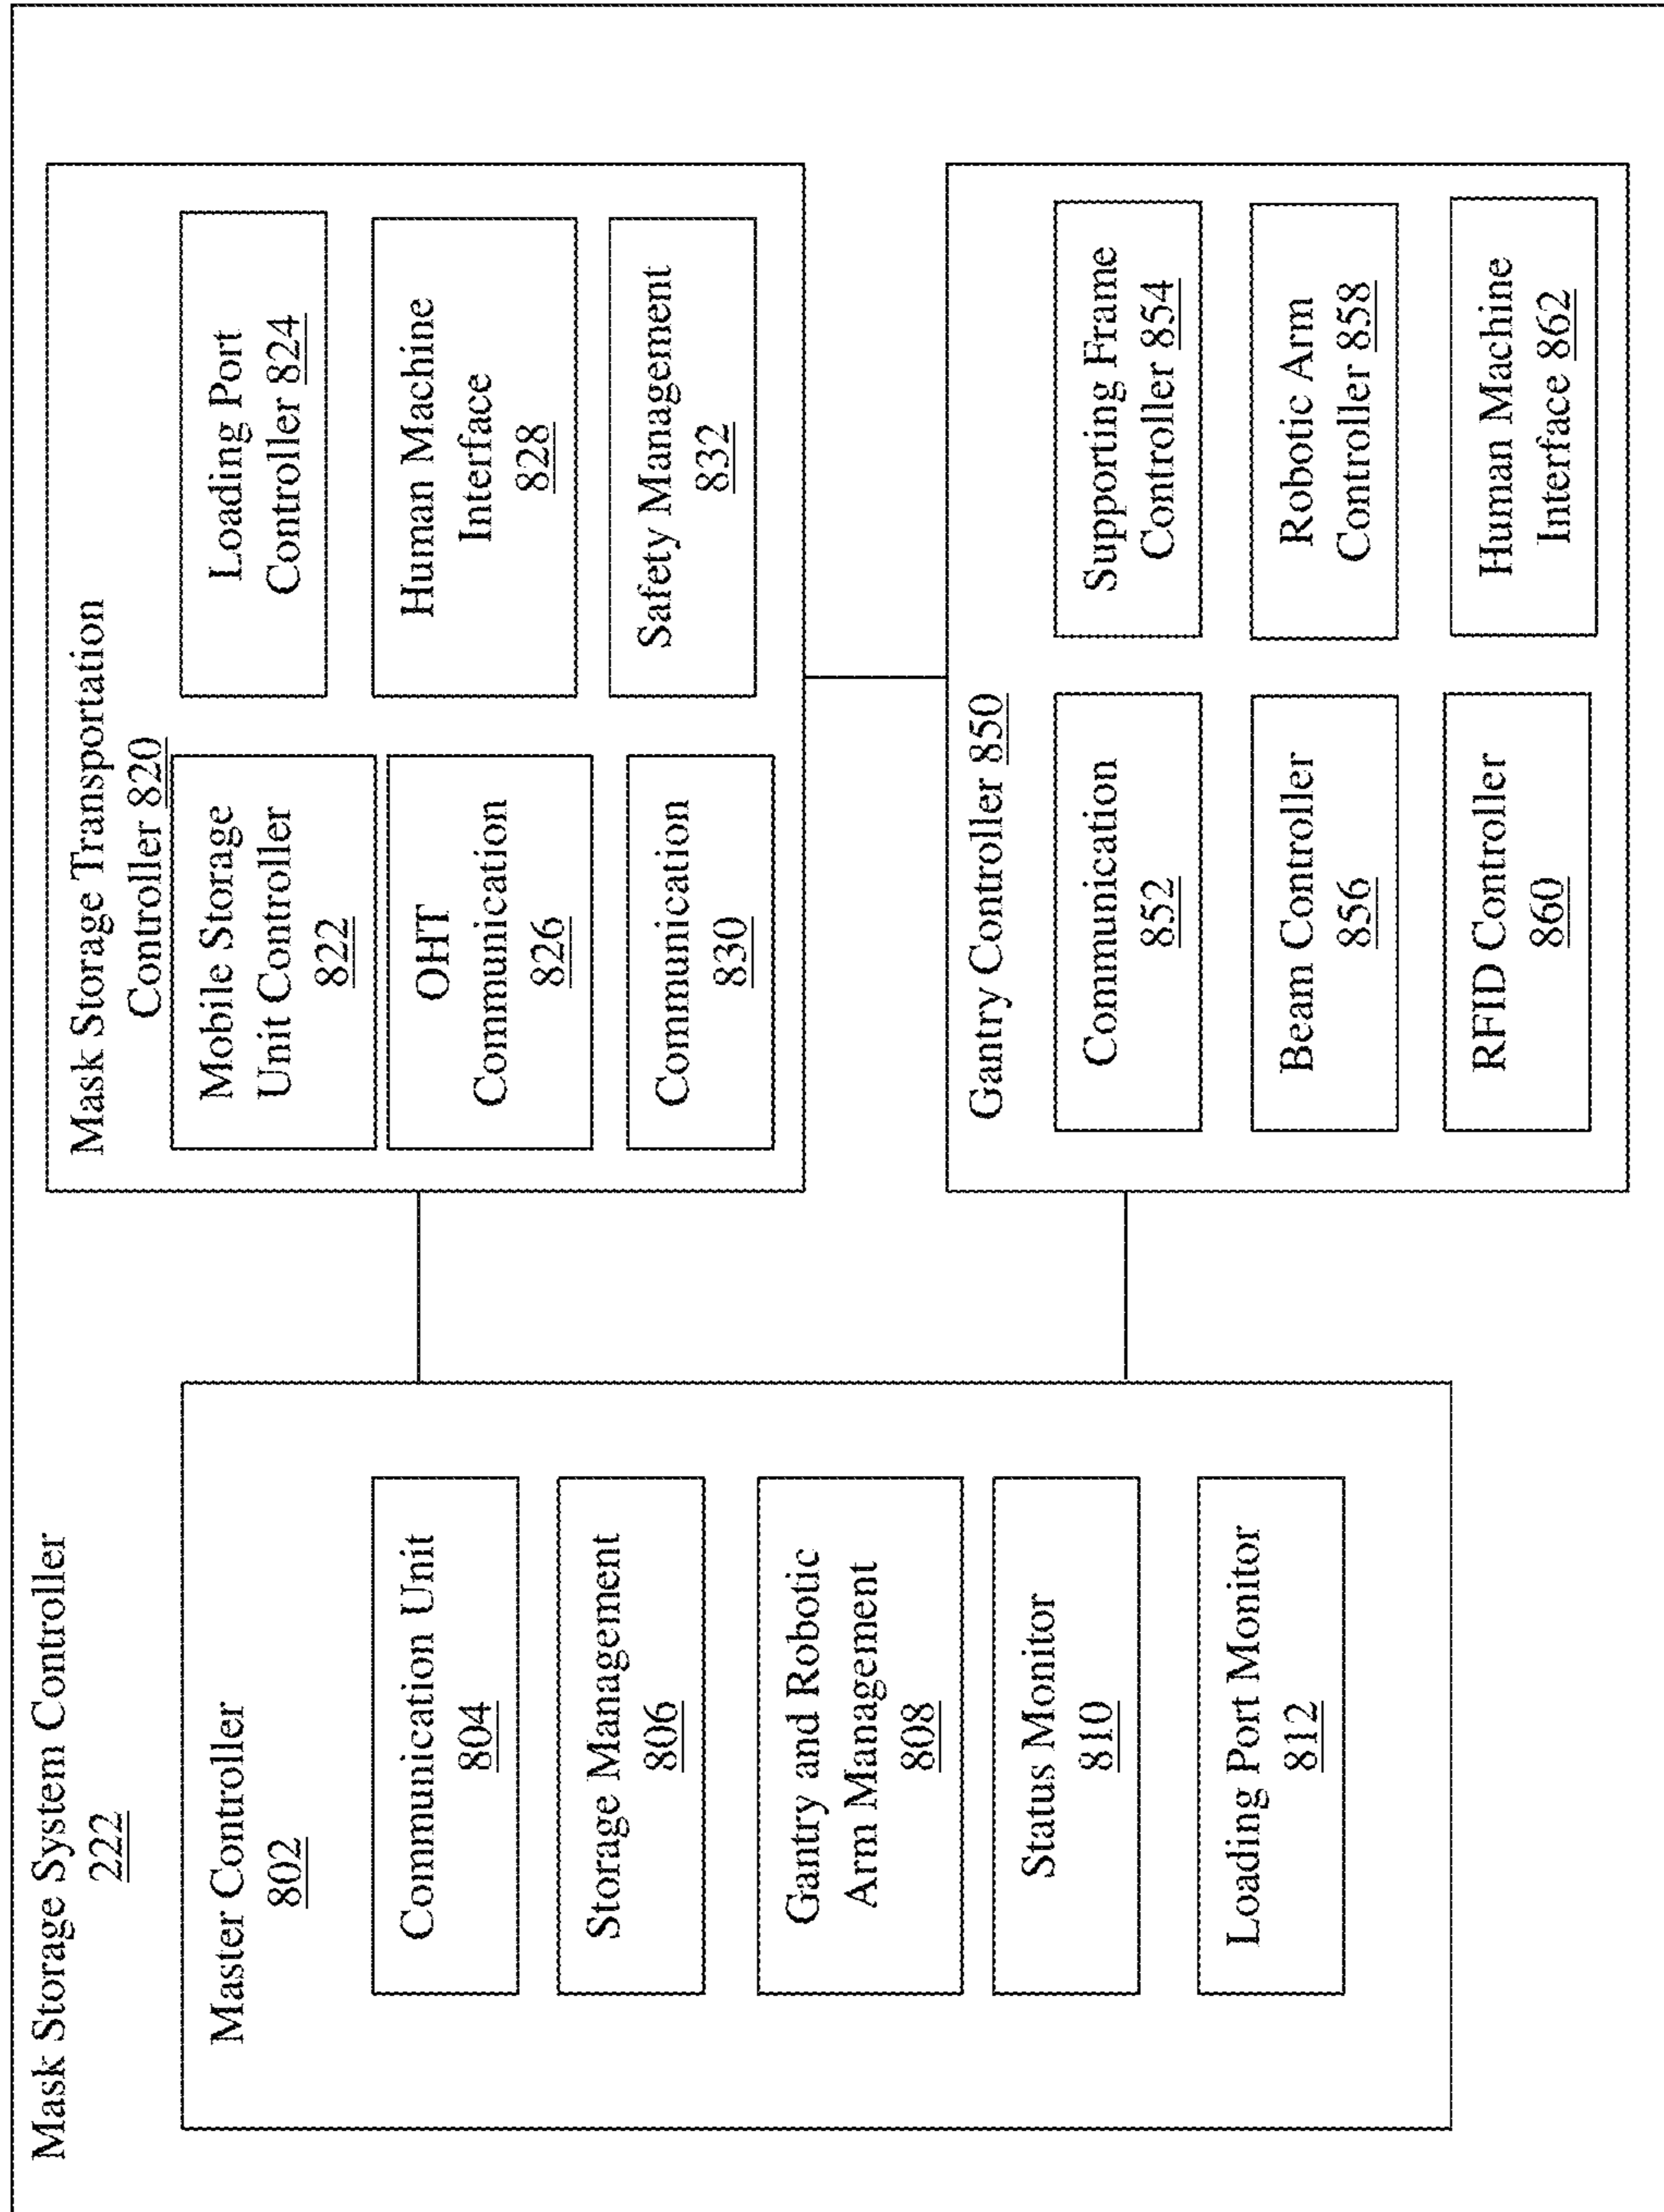 Mask Storage System Controller
222
Master Controller
802
Communication Unit
804
Storage Management
806
Gantry and Robotic
Arm Management
808
Status Monitor
810
Loading Port Monitor
812
Mask Storage Transportation
Controller 820
Mobile Storage
Unit Controller
822
Loading Port
Controller 824
OHT
Communication
826
Human Machine
Interface
828
Communication
830
Safety Management
832
Gantry Controller 850
Communication
852
Supporting Frame
Controller 854
Beam Controller
856
Robotic Arm
Controller 858
RFID Controller
860
Human Machine
Interface 862